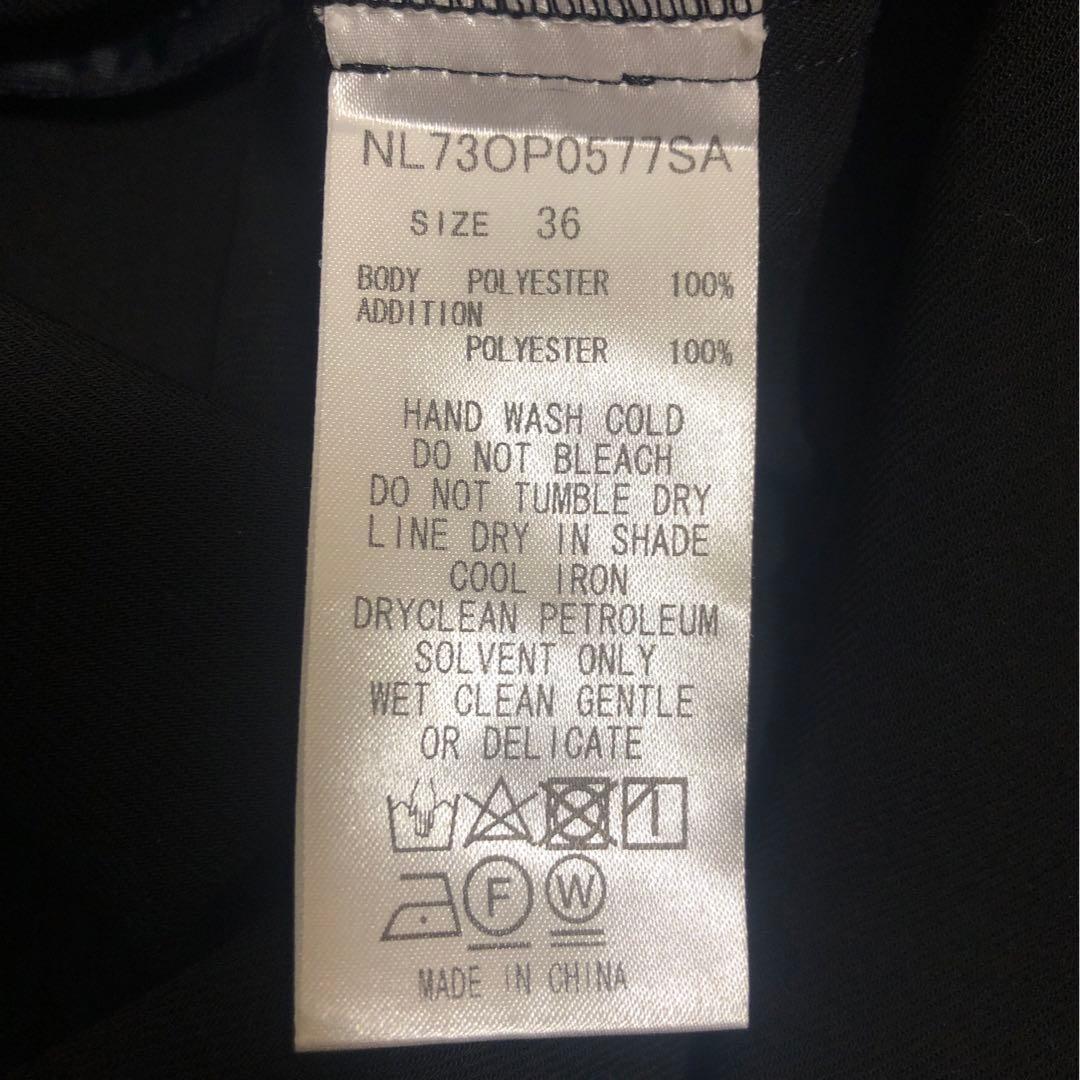 NL73OP0577SA
SIZE 36
BODY POLYESTER 100%
ADDITION
POLYESTER 100%
HAND WASH COLD
DO NOT BLEACH
DO NOT TUMBLE DRY
LINE DRY IN SHADE
COOL IRON
DRYCLEAN PETROLEUM
SOLVENT ONLY
WET CLEAN GENTLE
OR DELICATE
F W
MADE IN CHINA